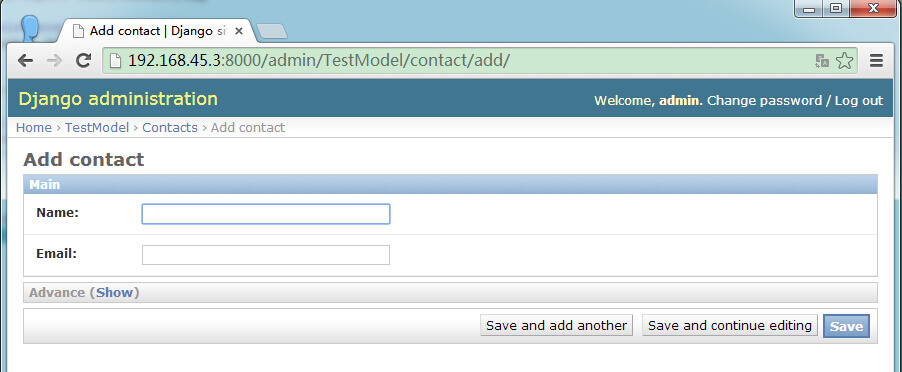 Add contact | Django si
192.168.45.3:8000/admin/TestModel/contact/add/
Django administration
Welcome, admin. Change password / Log out
Home › TestModel › Contacts › Add contact
Add contact
Main
Name:
Email:
Advance (Show)
Save and add another Save and continue editing Save